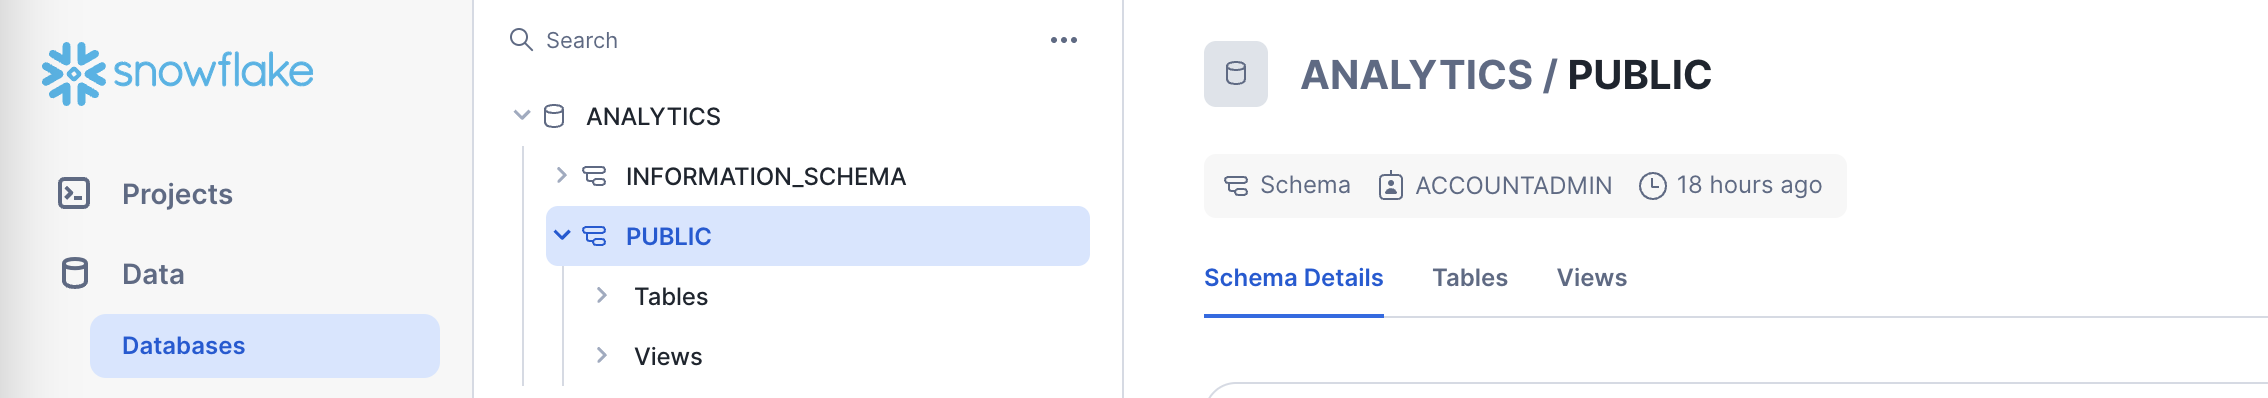 snowflake
Projects
Data
Databases
Search
ANALYTICS
INFORMATION_SCHEMA
PUBLIC
Tables
Views
ANALYTICS / PUBLIC
Schema ACCOUNTADMIN 18 hours ago
Schema Details Tables Views